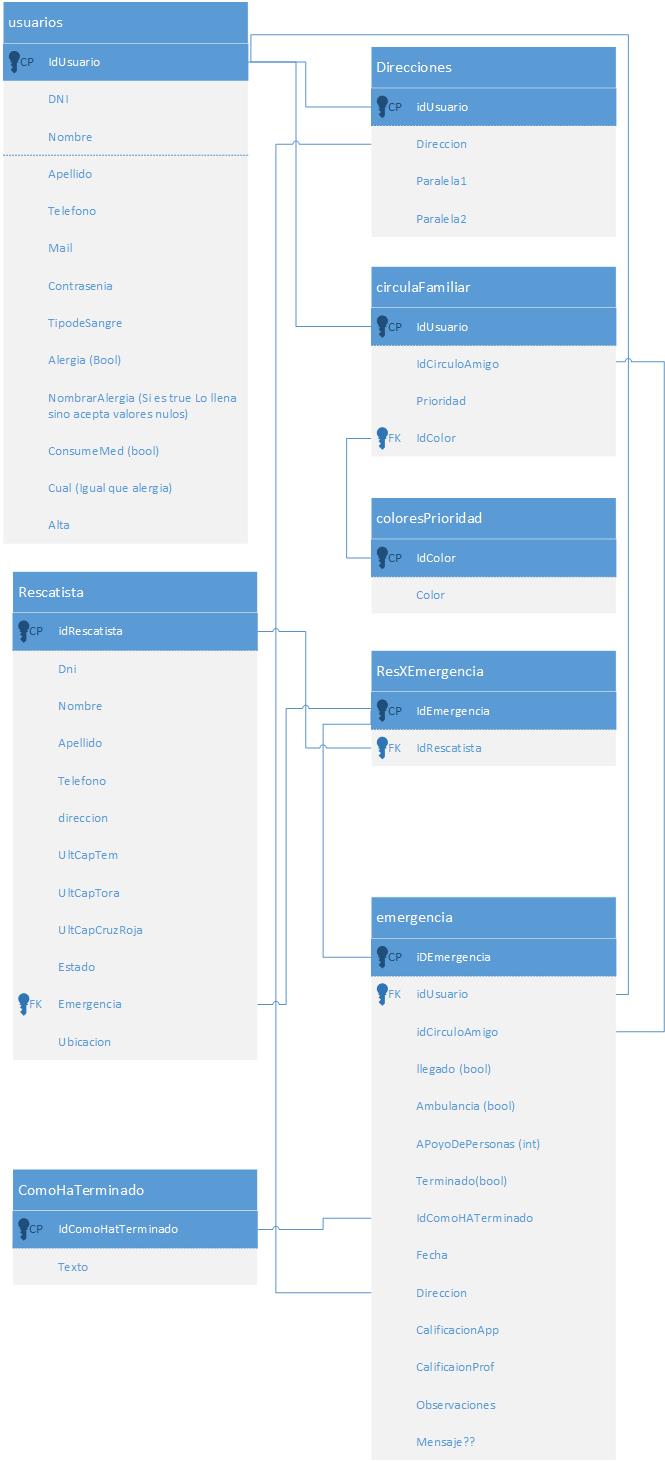 usuarios
CP IdUsuario
DNI
Nombre
Apellido
Telefono
Mail
Contrasenia
TipodeSangre
Alergia (Bool)
NombrarAlergia (Si es true Lo llena
sino acepta valores nulos)
ConsumeMed (bool)
Cual (Igual que alergia)
Alta
Direcciones
CP idUsuario
Direccion
Paralela1
Paralela2
circulaFamiliar
CP IdUsuario
IdCirculoAmigo
Prioridad
FK IdColor
coloresPrioridad
CP IdColor
Color
Rescatista
CP idRescatista
Dni
Nombre
Apellido
Telefono
direccion
UltCapTem
UltCapTora
UltCapCruzRoja
Estado
FK Emergencia
Ubicacion
ResXEmergencia
CP IdEmergencia
FK IdRescatista
emergencia
CP iDEmergencia
FK idUsuario
idCirculoAmigo
llegado (bool)
Ambulancia (bool)
APoyoDePersonas (int)
Terminado(bool)
IdComoHATerminado
Fecha
Direccion
CalificacionApp
CalificaionProf
Observaciones
Mensaje??
ComoHaTerminado
CP IdComoHatTerminado
Texto